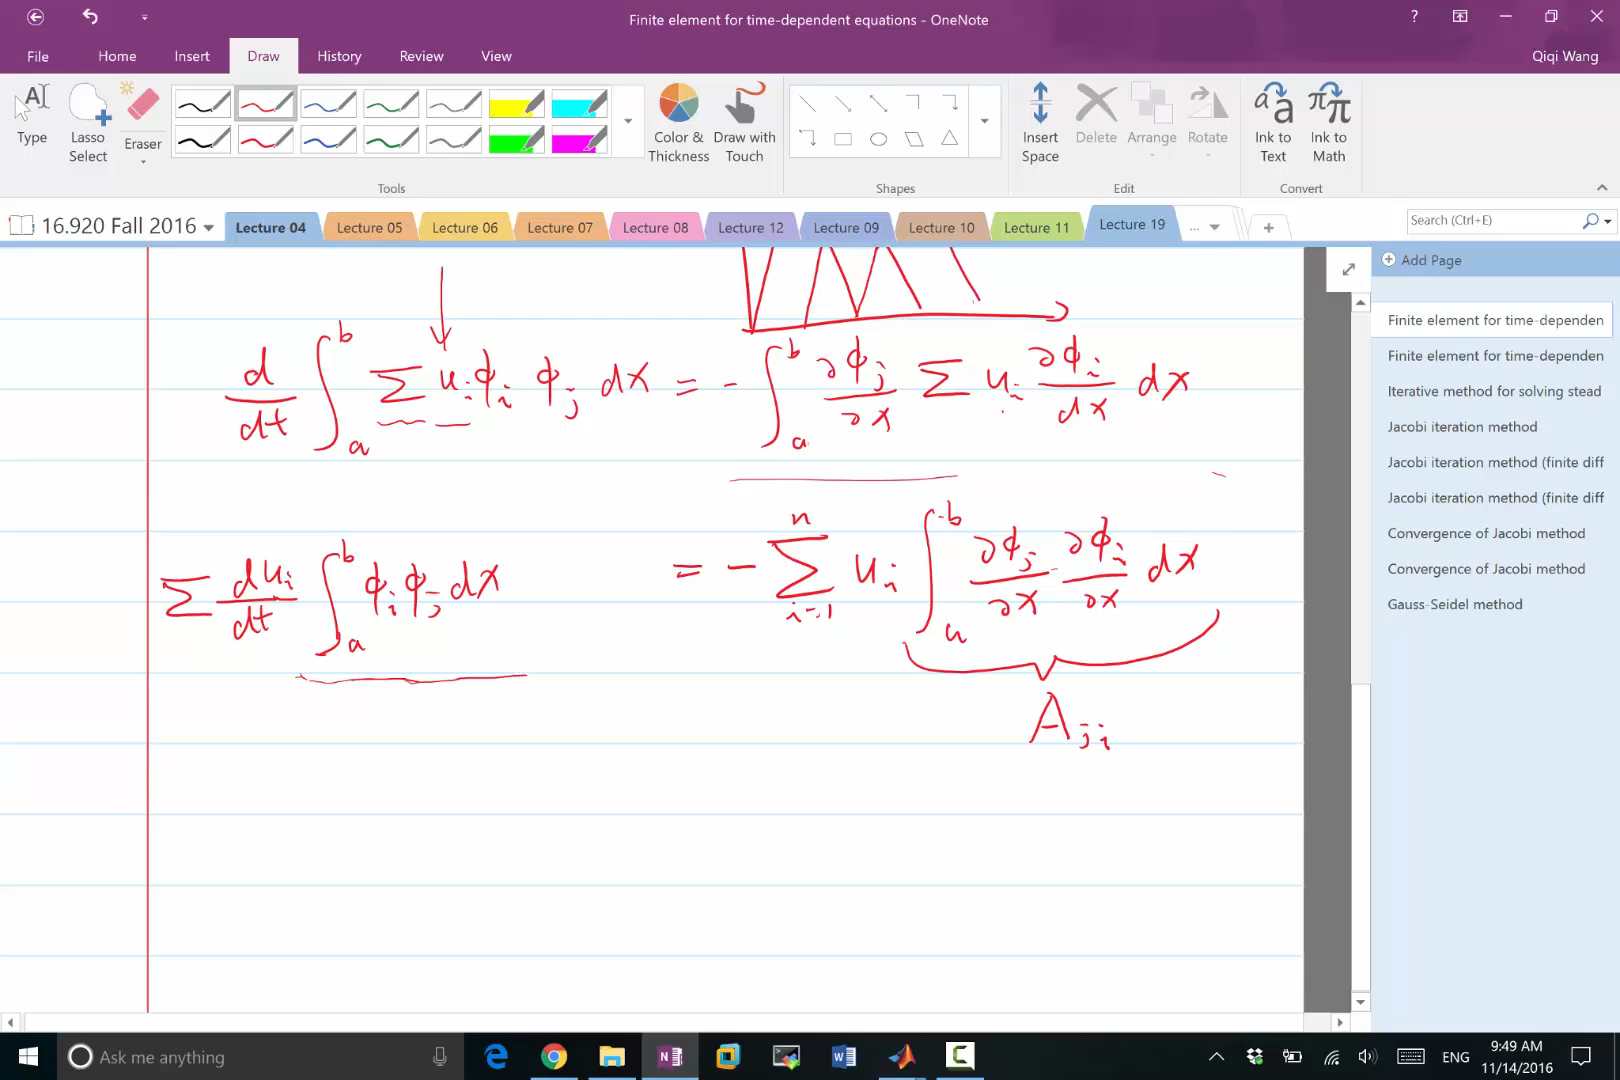 Finite element for time-dependent equations - OneNote
Qiqi Wang
File Home Insert Draw History Review View
Type
Lasso Select
Eraser
Color & Thickness
Draw with Touch
Insert Space
Delete
Arrange
Rotate
Ink to Text
Ink to Math
Tools
Shapes
Edit
Convert
16.920 Fall 2016
Lecture 04
Lecture 05
Lecture 06
Lecture 07
Lecture 08
Lecture 12
Lecture 09
Lecture 10
Lecture 11
Lecture 19
...
Search (Ctrl+E)
Add Page
Finite element for time-dependen
Finite element for time-dependen
Iterative method for solving stead
Jacobi iteration method
Jacobi iteration method (finite diff
Jacobi iteration method (finite diff
Convergence of Jacobi method
Convergence of Jacobi method
Gauss-Seidel method
d/dt ∫_a^b Σ u_i ϕ_i ϕ_j dx = - ∫_a^b ∂ϕ_j/∂x Σ u_i ∂ϕ_i/dx dx
Σ du_i/dt ∫_a^b ϕ_i ϕ_j dx = - Σ_{i=1}^n u_i ∫_a^b ∂ϕ_j/∂x ∂ϕ_i/∂x dx
A_{ji}
Ask me anything
ENG
9:49 AM
11/14/2016